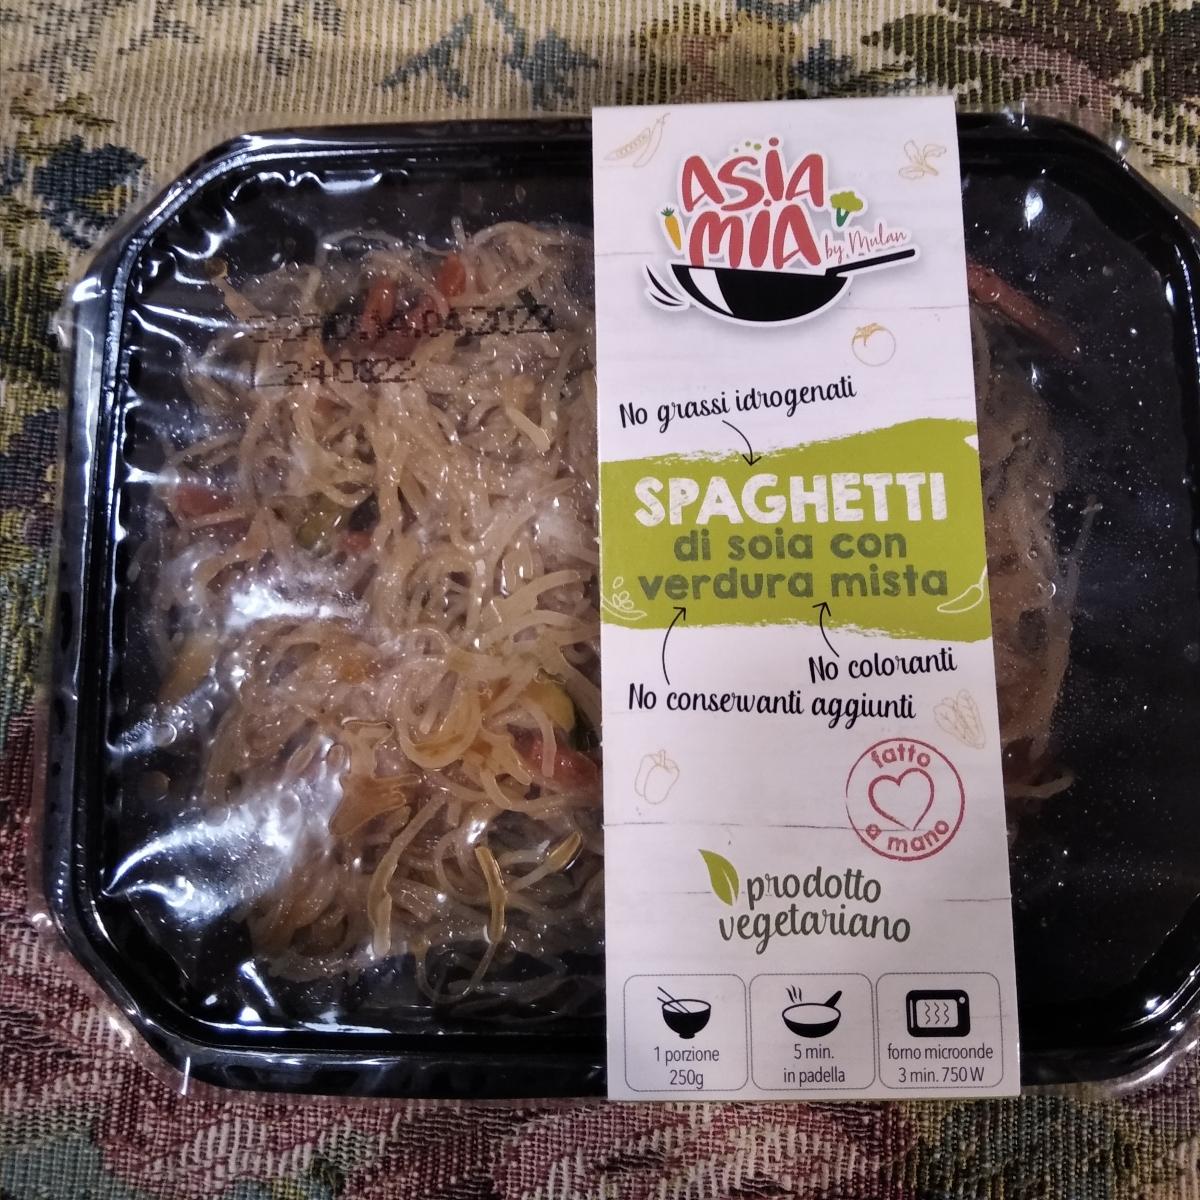 ASIA
MIA
by Mulan
No grassi idrogenati
SPAGHETTI
di soia con
verdura mista
No coloranti
No conservanti aggiunti
fatto
a mano
prodotto
vegetariano
1 porzione
250g
5 min.
in padella
forno microonde
3 min. 750 W